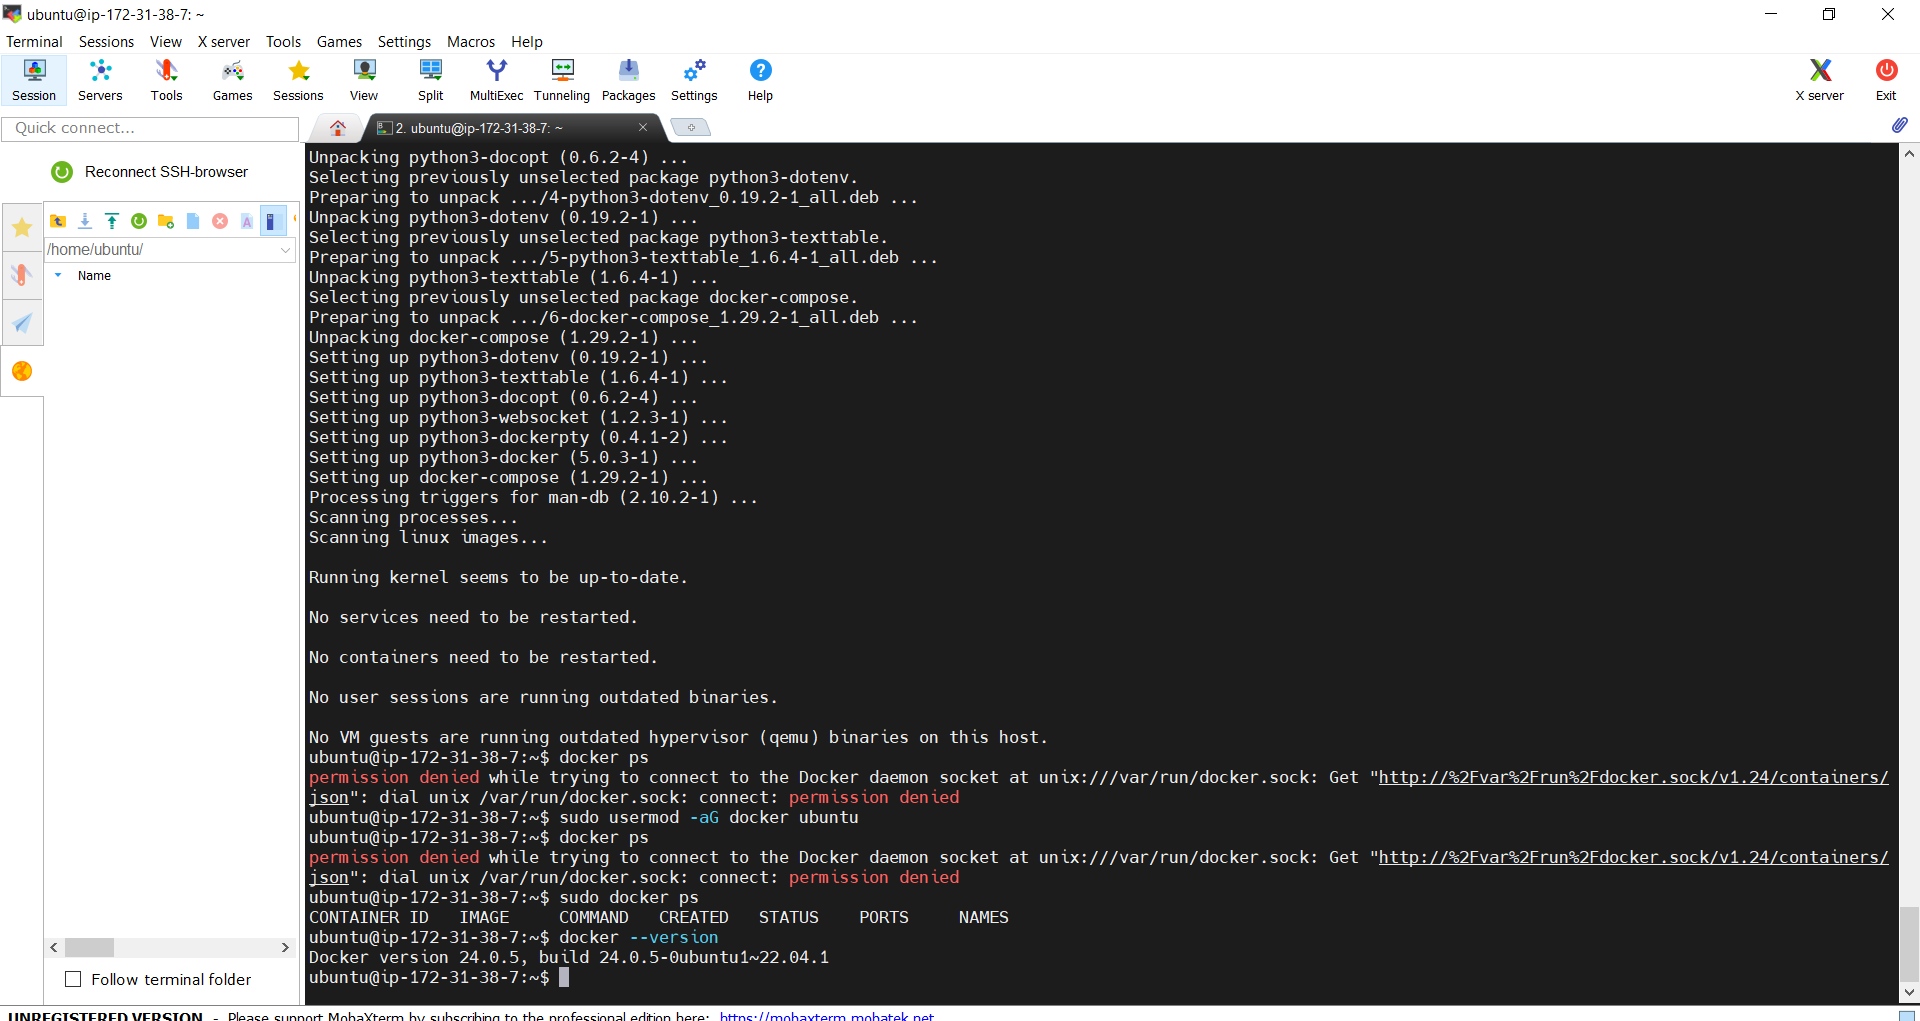 ubuntu@ip-172-31-38-7: ~
Terminal Sessions View X server Tools Games Settings Macros Help
Session Servers Tools Games Sessions View Split MultiExec Tunneling Packages Settings Help X server Exit
Quick connect...
2. ubuntu@ip-172-31-38-7: ~
Reconnect SSH-browser
/home/ubuntu/
Name
Follow terminal folder
Unpacking python3-docopt (0.6.2-4) ...
Selecting previously unselected package python3-dotenv.
Preparing to unpack .../4-python3-dotenv_0.19.2-1_all.deb ...
Unpacking python3-dotenv (0.19.2-1) ...
Selecting previously unselected package python3-texttable.
Preparing to unpack .../5-python3-texttable_1.6.4-1_all.deb ...
Unpacking python3-texttable (1.6.4-1) ...
Selecting previously unselected package docker-compose.
Preparing to unpack .../6-docker-compose_1.29.2-1_all.deb ...
Unpacking docker-compose (1.29.2-1) ...
Setting up python3-dotenv (0.19.2-1) ...
Setting up python3-texttable (1.6.4-1) ...
Setting up python3-docopt (0.6.2-4) ...
Setting up python3-websocket (1.2.3-1) ...
Setting up python3-dockerpty (0.4.1-2) ...
Setting up python3-docker (5.0.3-1) ...
Setting up docker-compose (1.29.2-1) ...
Processing triggers for man-db (2.10.2-1) ...
Scanning processes...
Scanning linux images...
Running kernel seems to be up-to-date.
No services need to be restarted.
No containers need to be restarted.
No user sessions are running outdated binaries.
No VM guests are running outdated hypervisor (qemu) binaries on this host.
ubuntu@ip-172-31-38-7:~$ docker ps
permission denied while trying to connect to the Docker daemon socket at unix:///var/run/docker.sock: Get "http://%2Fvar%2Frun%2Fdocker.sock/v1.24/containers/
json": dial unix /var/run/docker.sock: connect: permission denied
ubuntu@ip-172-31-38-7:~$ sudo usermod -aG docker ubuntu
ubuntu@ip-172-31-38-7:~$ docker ps
permission denied while trying to connect to the Docker daemon socket at unix:///var/run/docker.sock: Get "http://%2Fvar%2Frun%2Fdocker.sock/v1.24/containers/
json": dial unix /var/run/docker.sock: connect: permission denied
ubuntu@ip-172-31-38-7:~$ sudo docker ps
CONTAINER ID IMAGE COMMAND CREATED STATUS PORTS NAMES
ubuntu@ip-172-31-38-7:~$ docker --version
Docker version 24.0.5, build 24.0.5-0ubuntu1~22.04.1
ubuntu@ip-172-31-38-7:~$
UNREGISTERED VERSION - Please support MobaXterm by subscribing to the professional edition here: https://mobaxterm.mobatek.net